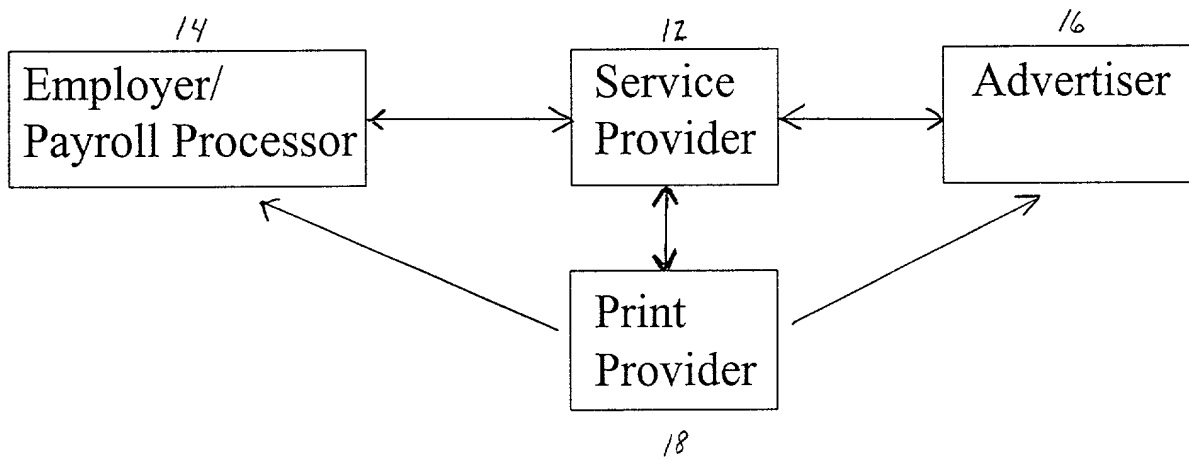 14
12
16
Employer/
Payroll Processor
Service
Provider
Advertiser
Print
Provider
18